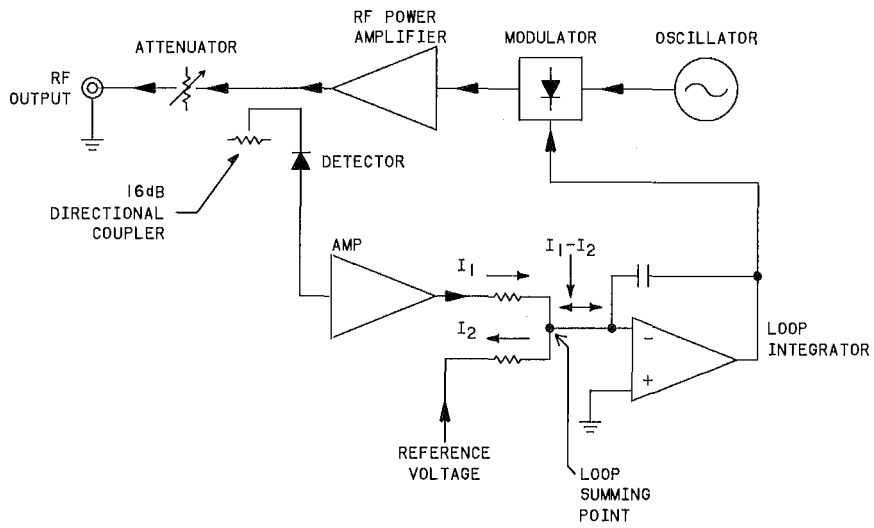 RF POWER
AMPLIFIER
ATTENUATOR
MODULATOR
OSCILLATOR
RF
OUTPUT
DETECTOR
16dB
DIRECTIONAL
COUPLER
AMP
I1
I1-I2
I2
LOOP
INTEGRATOR
-
+
REFERENCE
VOLTAGE
LOOP
SUMMING
POINT